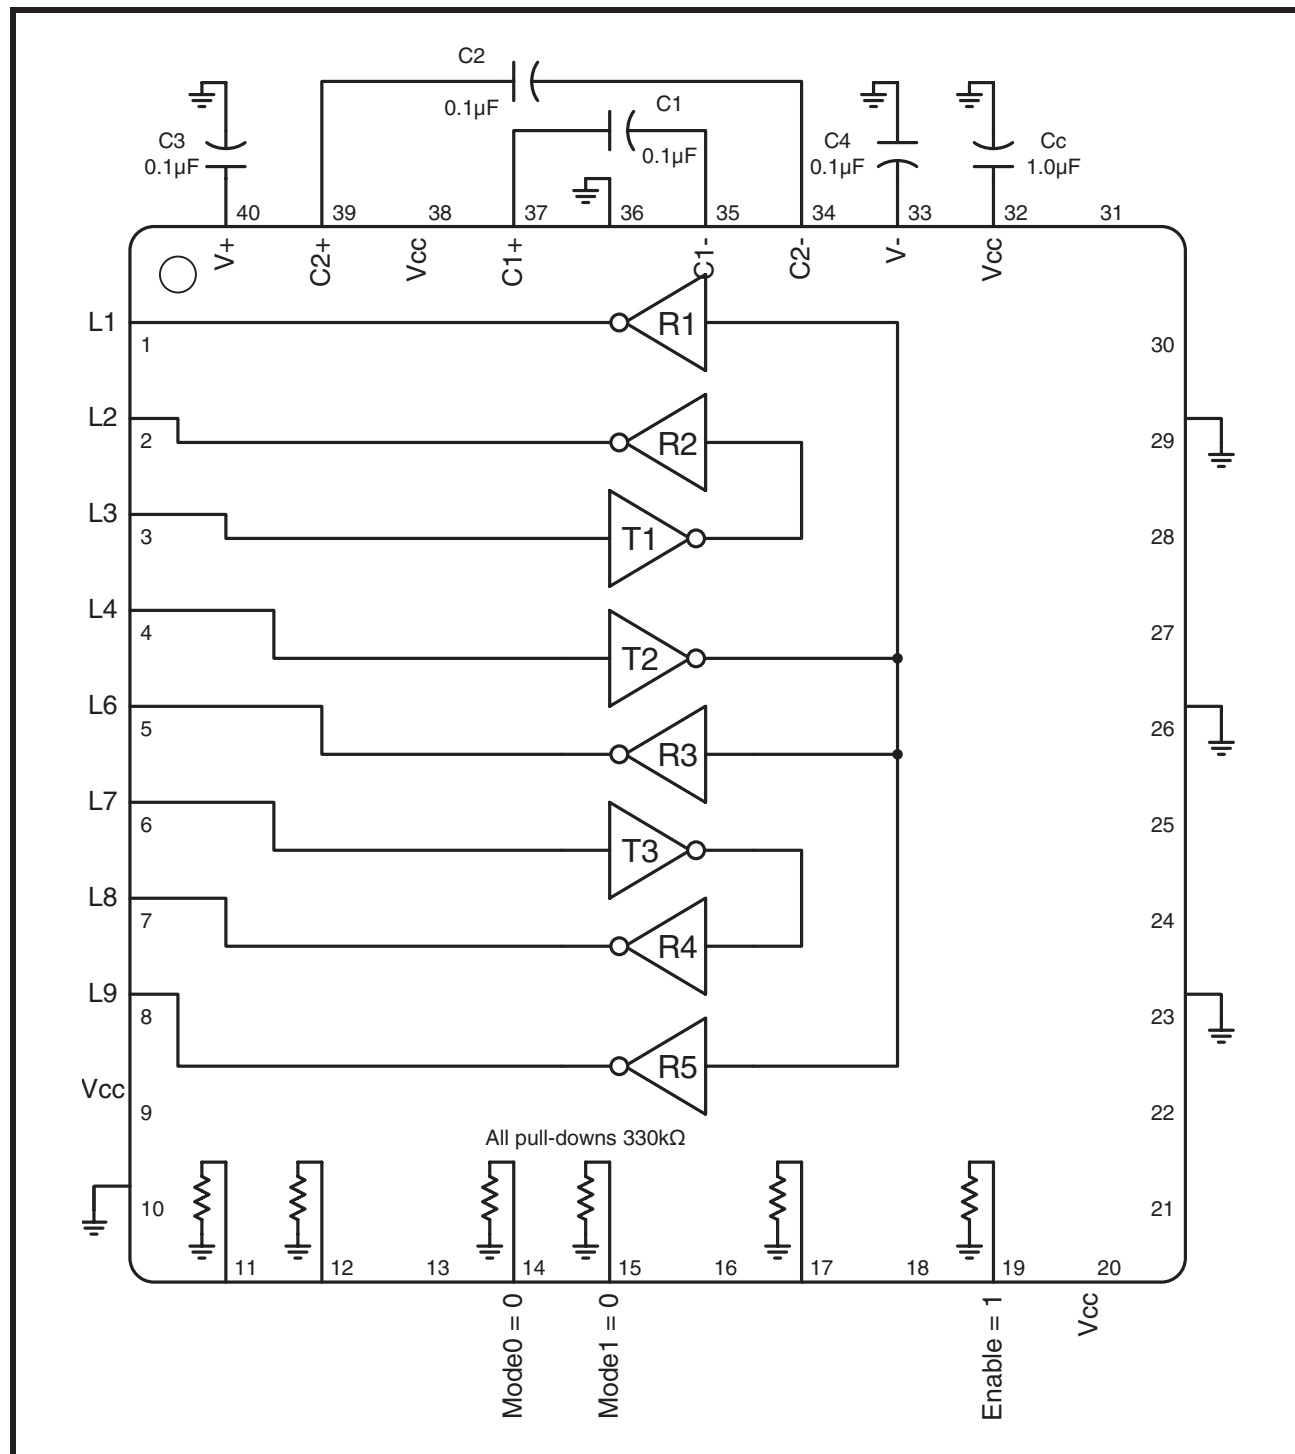 C2
0.1μF
C1
0.1μF
C3
0.1μF
C4
0.1μF
Cc
1.0μF
40 39 38 37 36 35 34 33 32 31
V+ C2+ Vcc C1+ C1- C2- V- Vcc
L1
1
R1
30
L2
2
R2
29
L3
3
T1
28
L4
4
T2
27
L6
5
R3
26
L7
6
T3
25
L8
7
R4
24
L9
8
R5
23
Vcc
9
22
All pull-downs 330kΩ
10
21
11 12 13 14 15 16 17 18 19 20
Mode0 = 0
Mode1 = 0
Enable = 1
Vcc